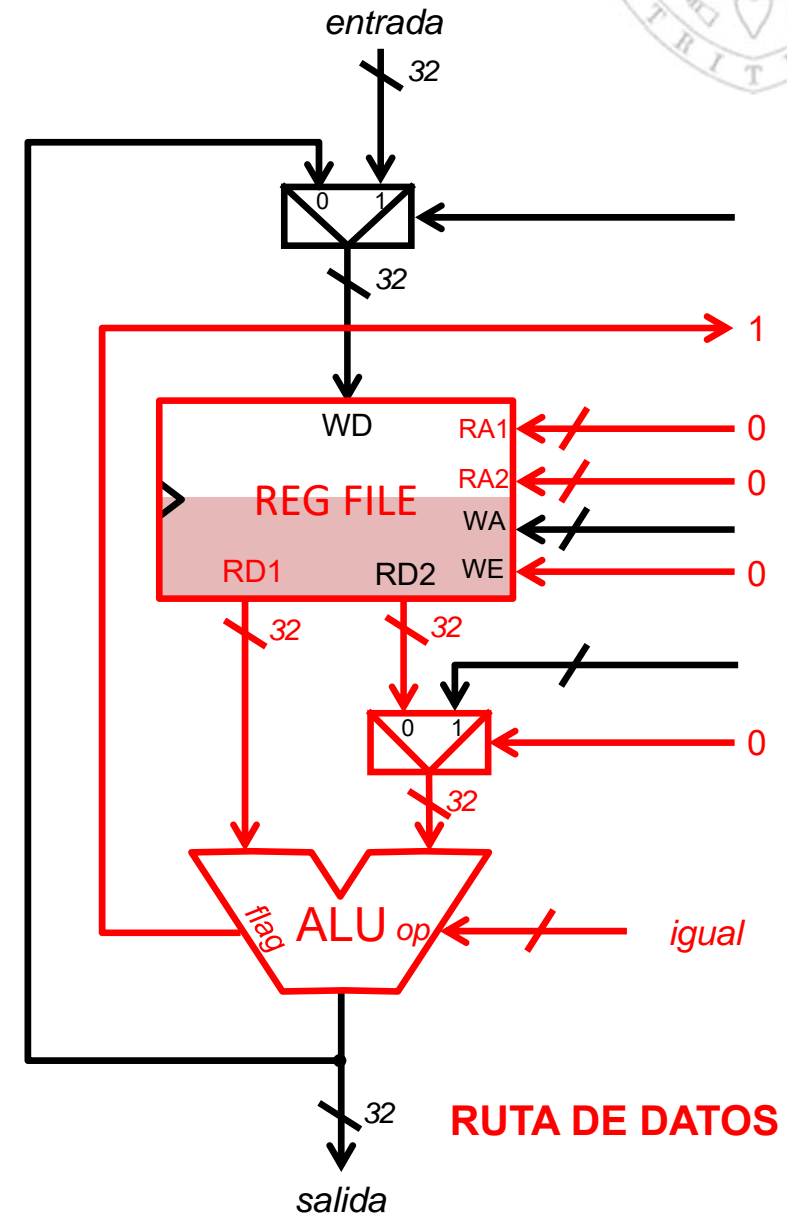 entrada
32
T R I T
0 1
32
1
WD
RA1 0
RA2 0
REG FILE
WA
RD1 RD2 WE 0
32 32
0 1
0
32
flag ALU op igual
32
RUTA DE DATOS
salida